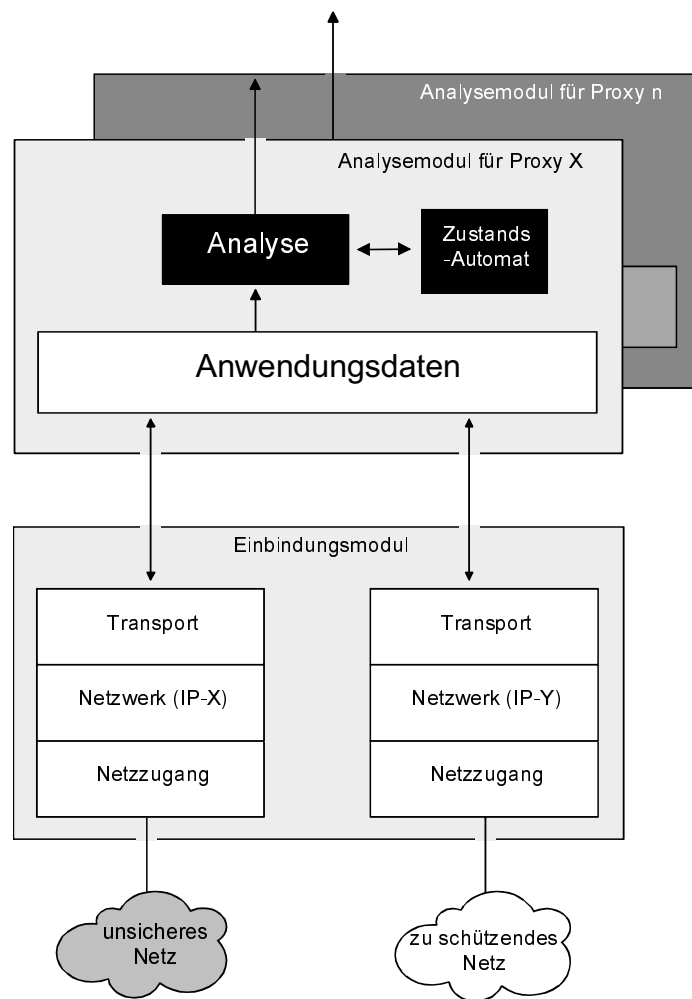 Analysemodul für Proxy n
Analysemodul für Proxy X
Analyse
Zustands
-Automat
Anwendungsdaten
Einbindungsmodul
Transport
Netzwerk (IP-X)
Netzzugang
Transport
Netzwerk (IP-Y)
Netzzugang
unsicheres
Netz
zu schützendes
Netz